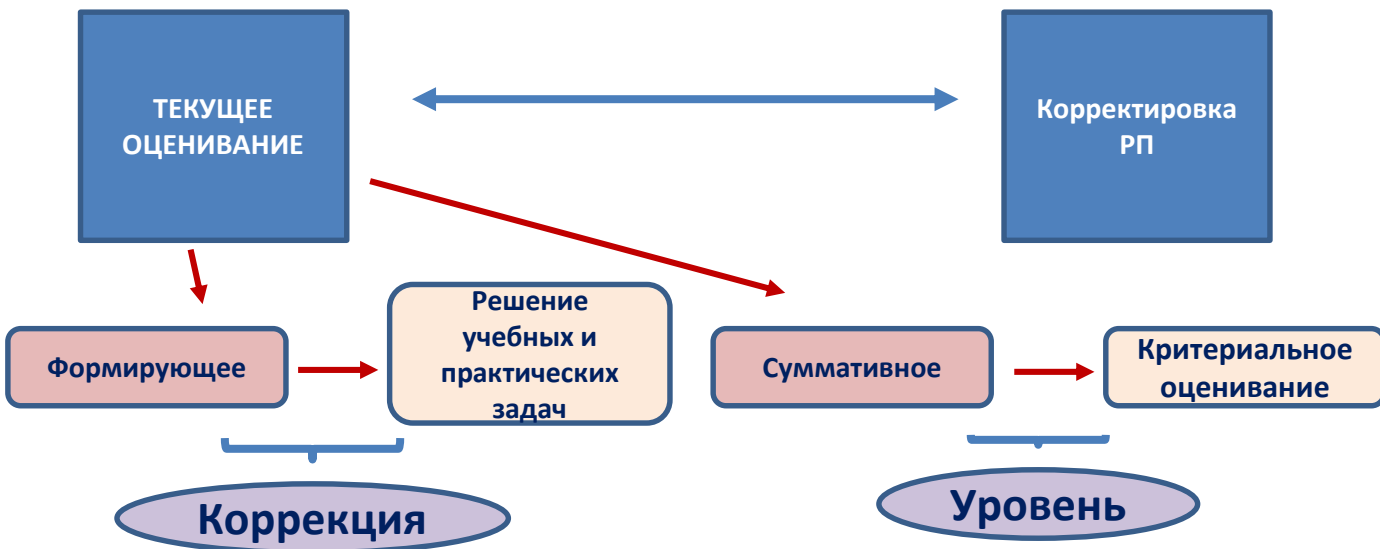 ТЕКУЩЕЕ
ОЦЕНИВАНИЕ
Корректировка
РП
Формирующее
Решение
учебных и
практических
задач
Суммативное
Критериальное
оценивание
Коррекция
Уровень